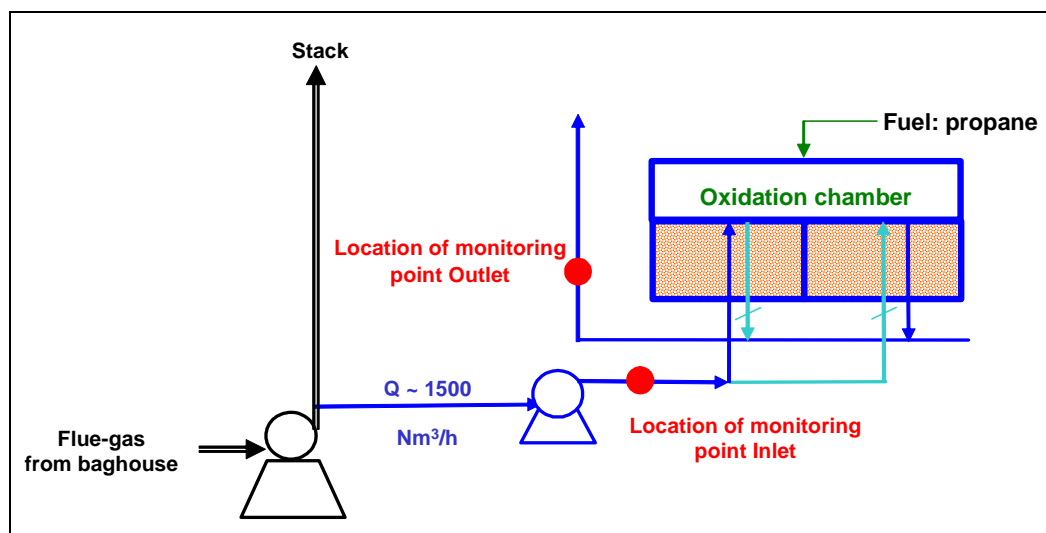 Stack
Fuel: propane
Oxidation chamber
Location of monitoring
point Outlet
Q ~ 1500
Nm³/h
Flue-gas
from baghouse
Location of monitoring
point Inlet